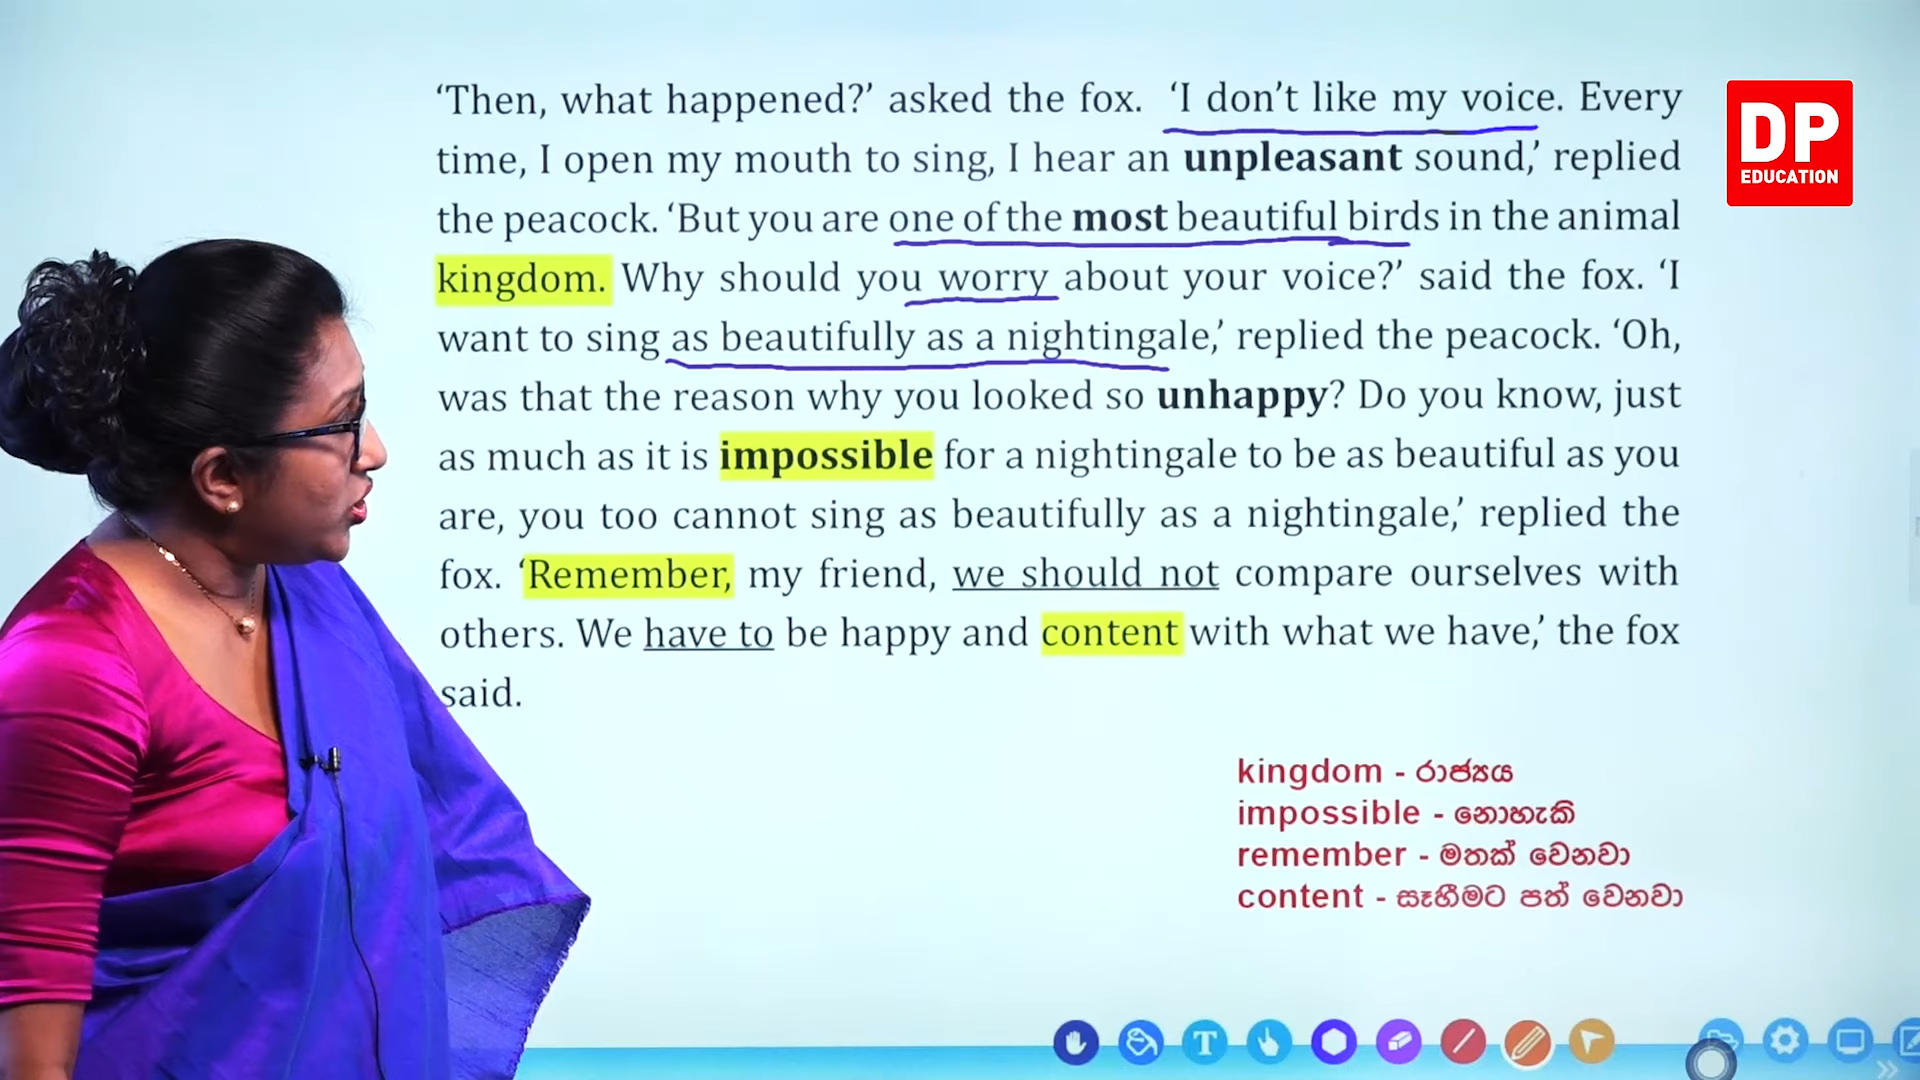 ‘Then, what happened?’ asked the fox. ‘I don’t like my voice. Every
time, I open my mouth to sing, I hear an unpleasant sound,’ replied
the peacock. ‘But you are one of the most beautiful birds in the animal
kingdom. Why should you worry about your voice?’ said the fox. ‘I
want to sing as beautifully as a nightingale,’ replied the peacock. ‘Oh,
was that the reason why you looked so unhappy? Do you know, just
as much as it is impossible for a nightingale to be as beautiful as you
are, you too cannot sing as beautifully as a nightingale,’ replied the
fox. ‘Remember, my friend, we should not compare ourselves with
others. We have to be happy and content with what we have,’ the fox
said.
DP
EDUCATION
kingdom - රාජ්‍යය
impossible - නොහැකි
remember - මතක් වෙනවා
content - සෑහීමට පත් වෙනවා
T